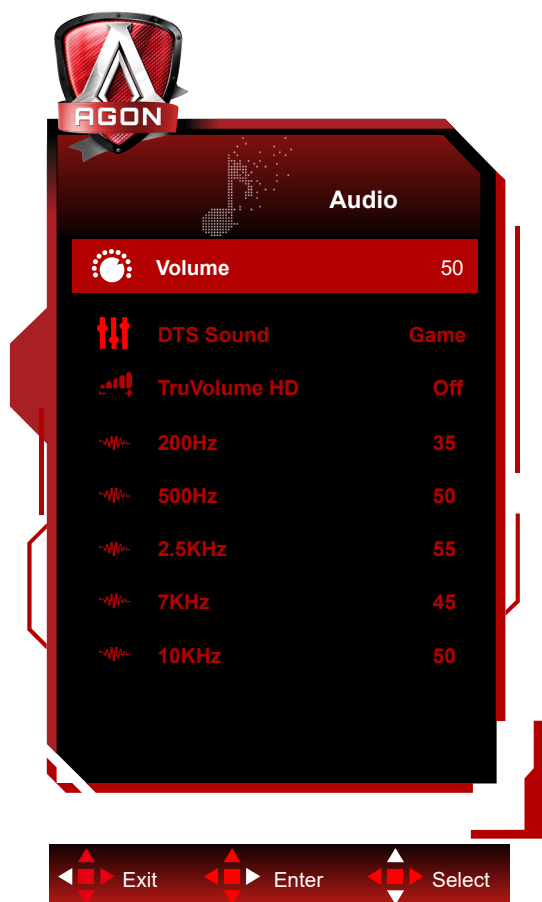 AGON
Audio
Volume 50
DTS Sound Game
TruVolume HD Off
200Hz 35
500Hz 50
2.5KHz 55
7KHz 45
10KHz 50
Exit Enter Select